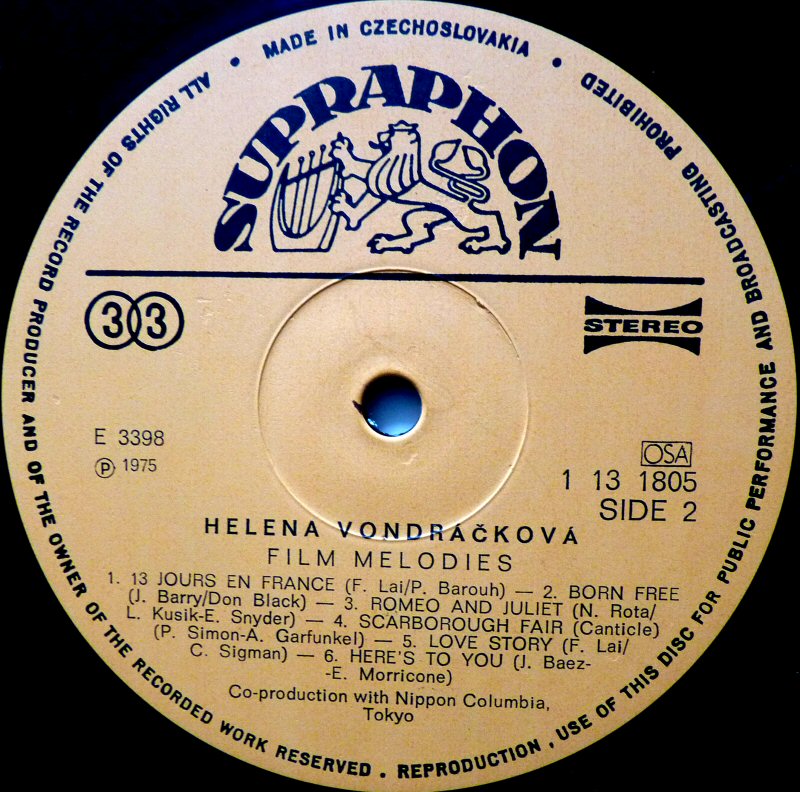 MADE IN CZECHOSLOVAKIA
ALL RIGHTS OF THE RECORD PRODUCER AND OF THE OWNER OF THE RECORDED WORK RESERVED . REPRODUCTION , USE OF THIS DISC FOR PUBLIC PERFORMANCE AND BROADCASTING PROHIBITED
SUPRAPHON
33
STEREO
E 3398
Ⓟ 1975
OSA
1 13 1805
SIDE 2
HELENA VONDRÁČKOVÁ
FILM MELODIES
1. 13 JOURS EN FRANCE (F. Lai/P. Barouh) — 2. BORN FREE
(J. Barry/Don Black) — 3. ROMEO AND JULIET (N. Rota/
L. Kusik-E. Snyder) — 4. SCARBOROUGH FAIR (Canticle)
(P. Simon-A. Garfunkel) — 5. LOVE STORY (F. Lai/
C. Sigman) — 6. HERE'S TO YOU (J. Baez-
-E. Morricone)
Co-production with Nippon Columbia,
Tokyo